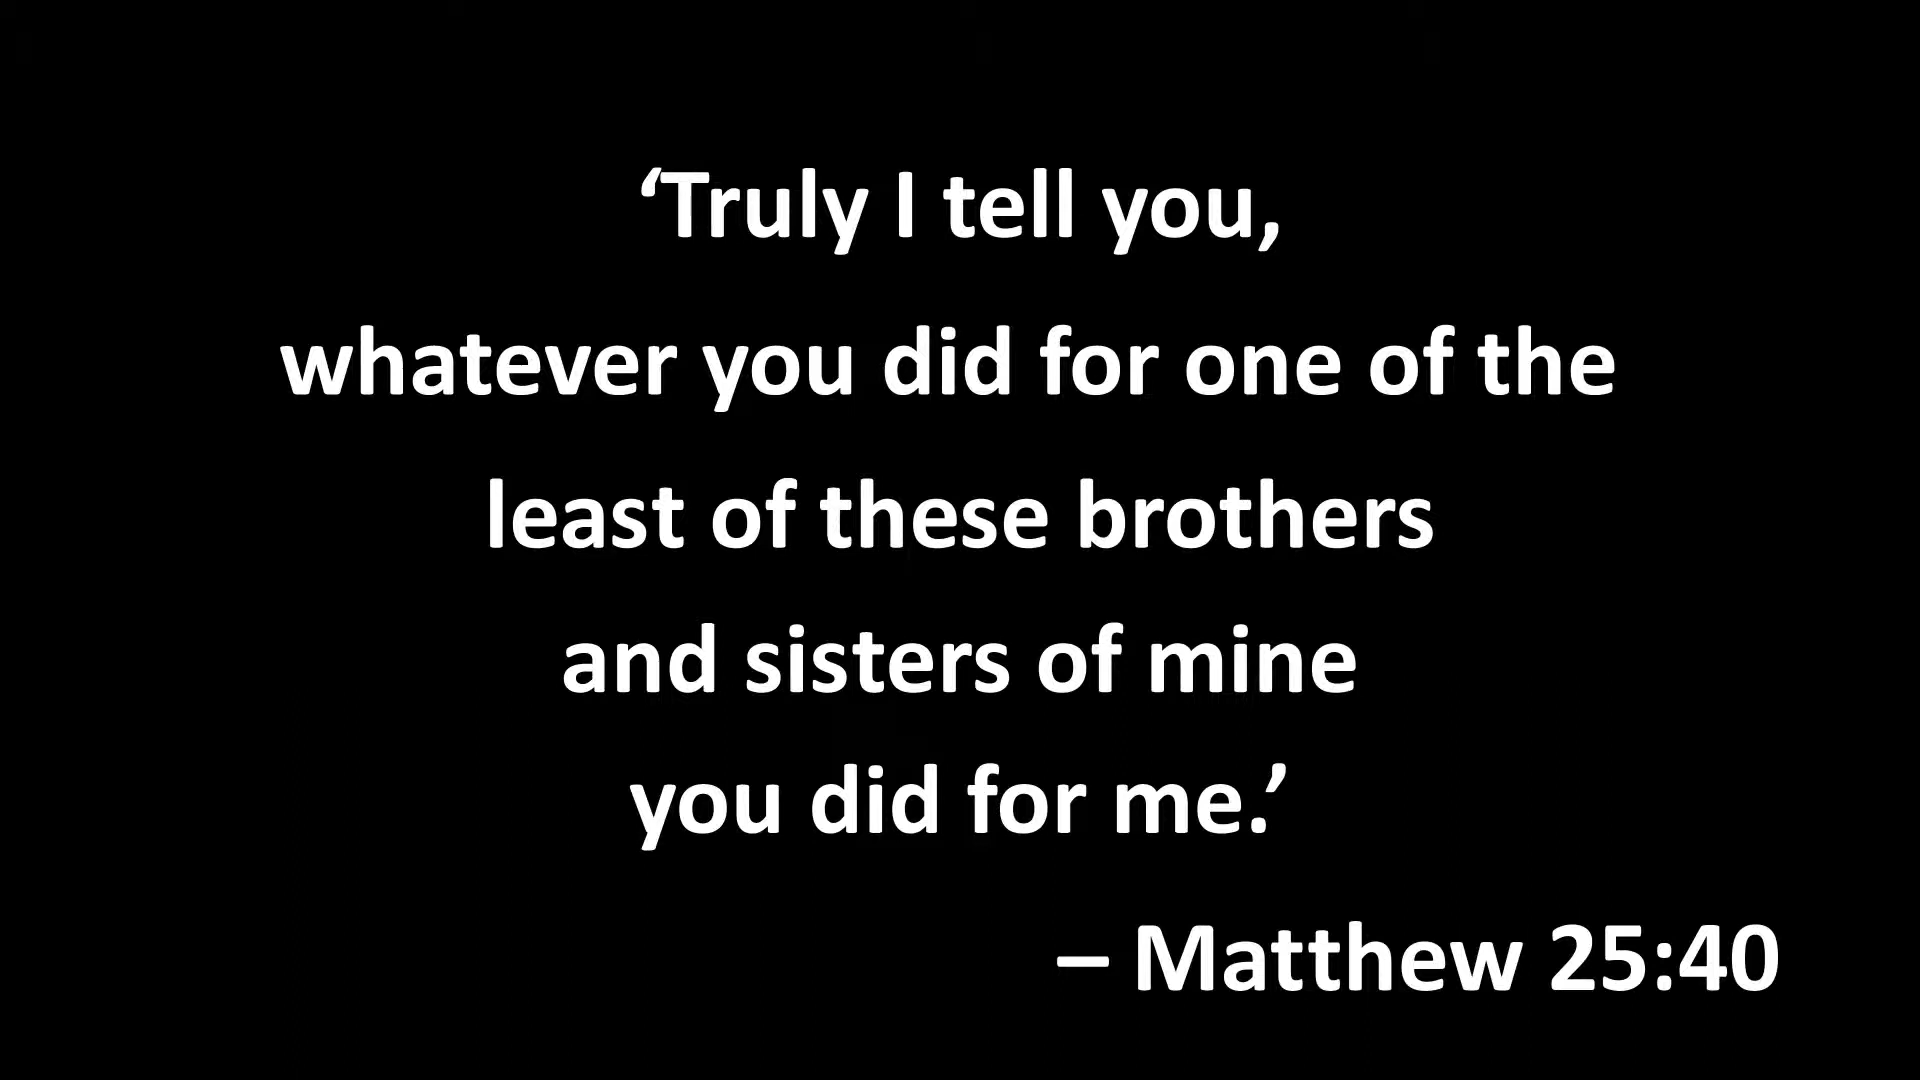 ‘Truly I tell you,
whatever you did for one of the
least of these brothers
and sisters of mine
you did for me.’
– Matthew 25:40